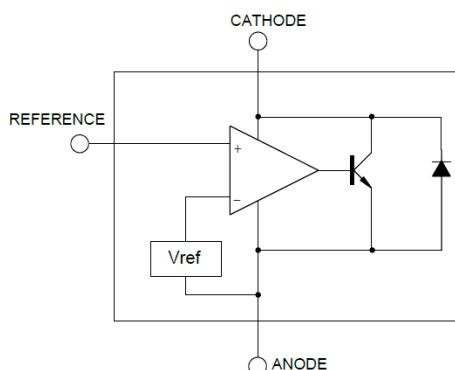 CATHODE
REFERENCE
+
−
Vref
ANODE